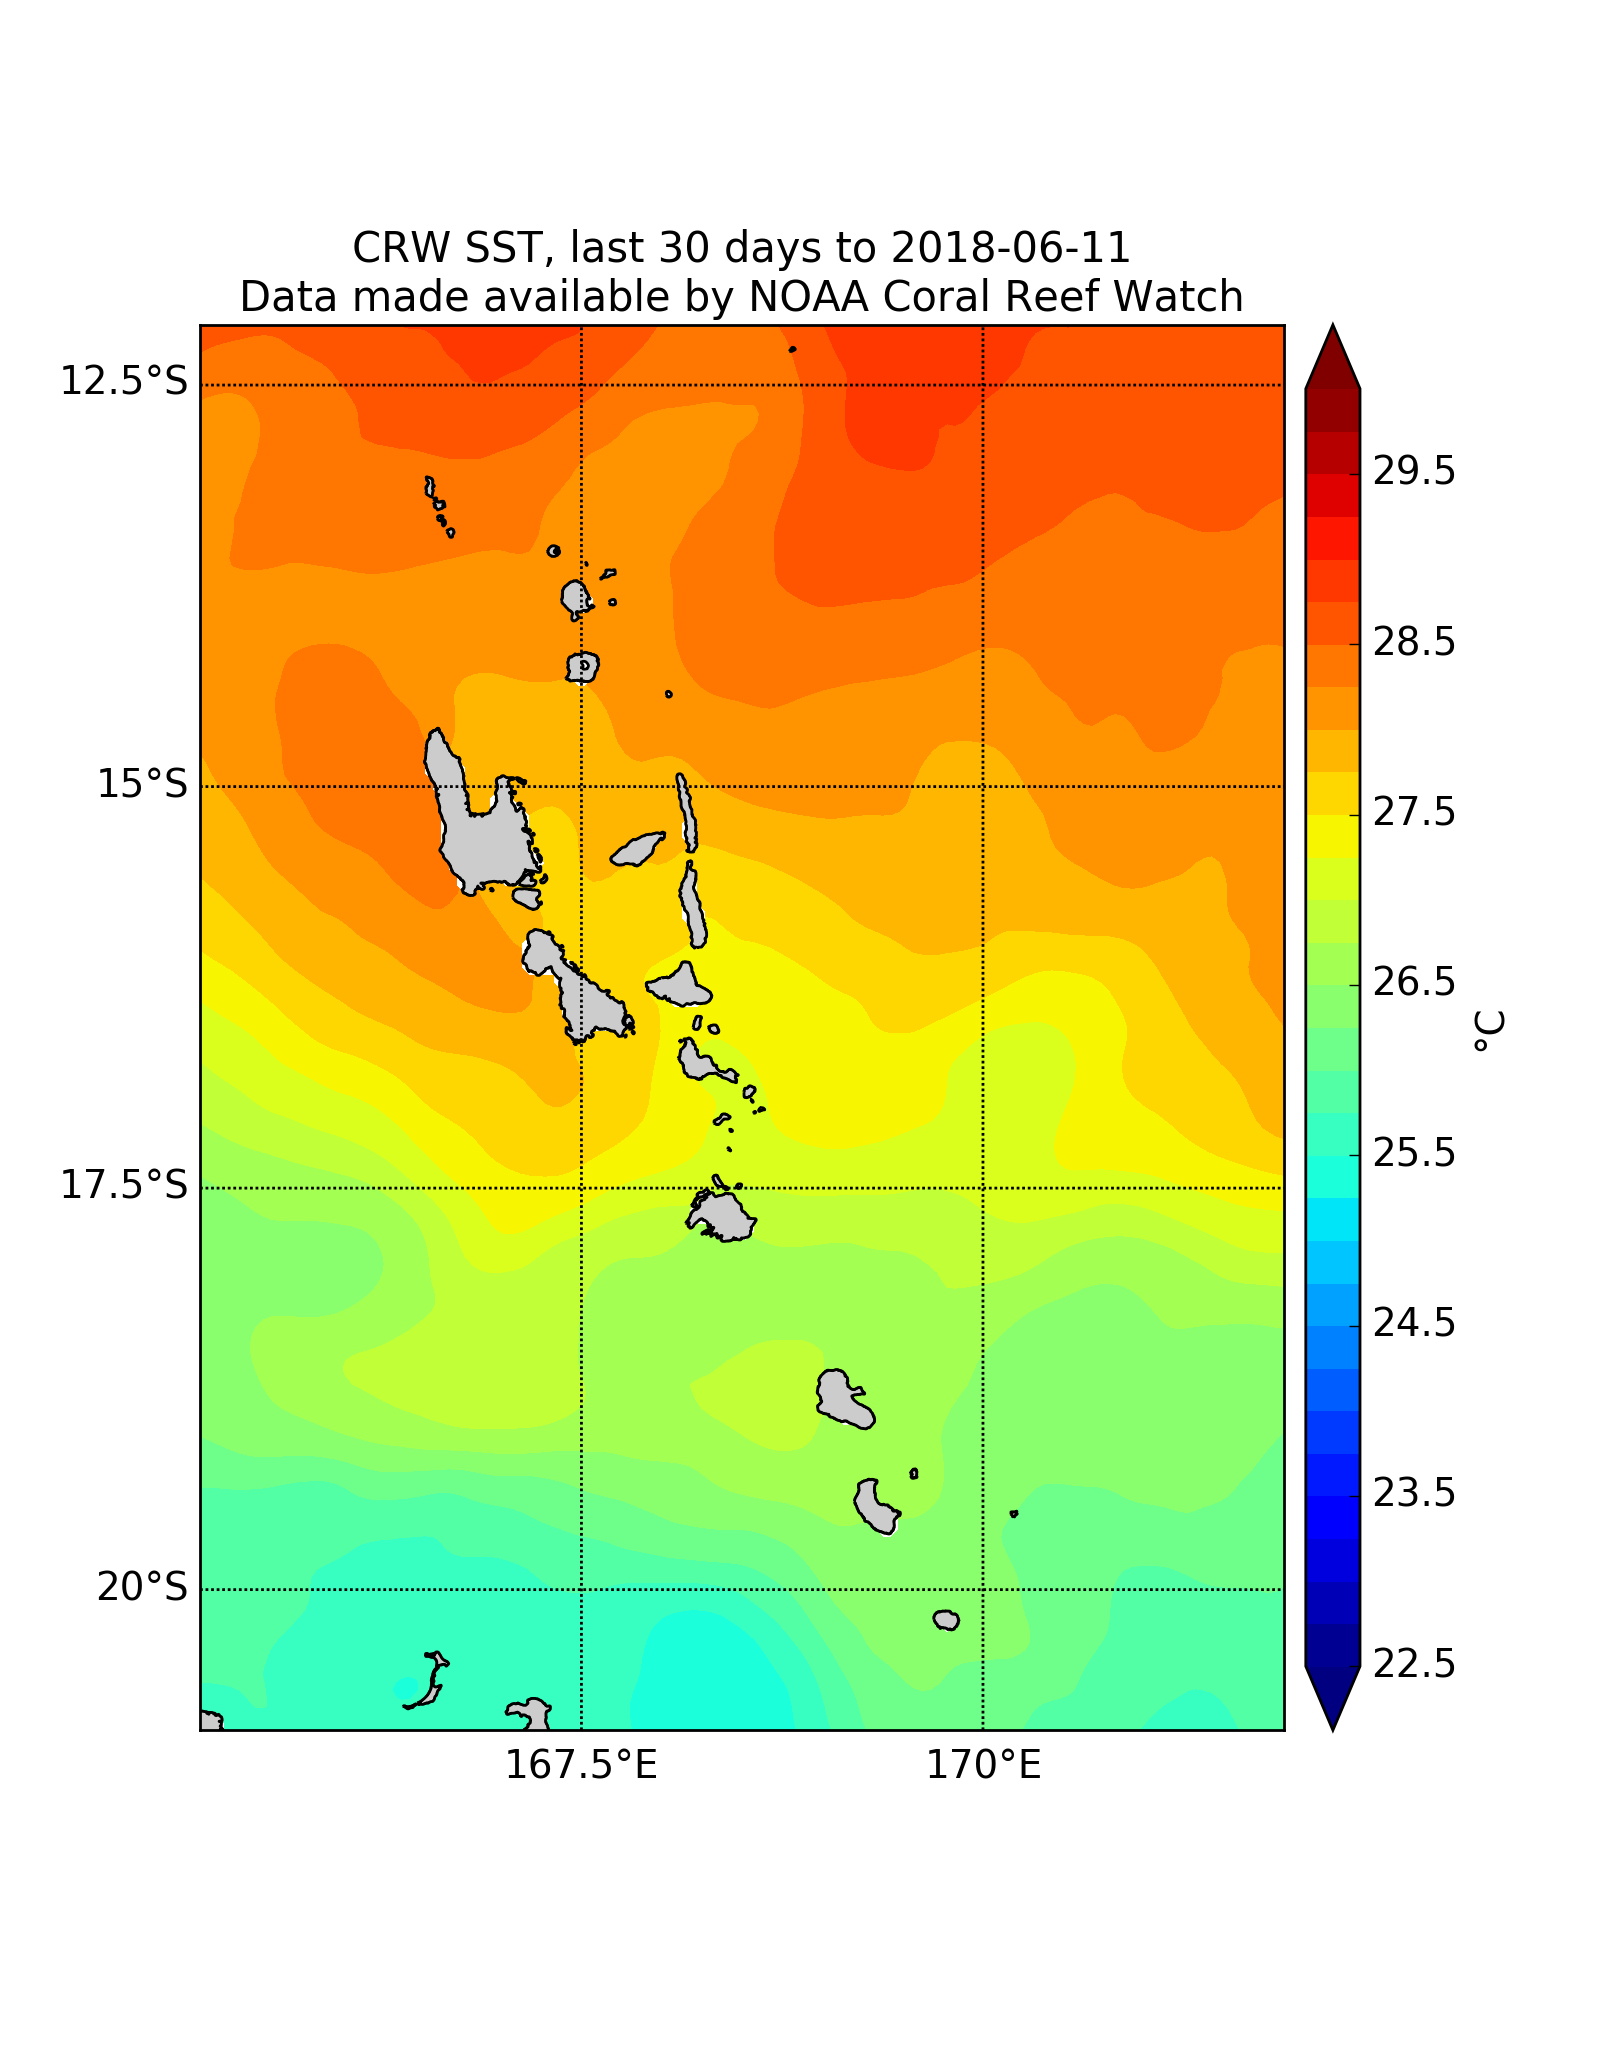 CRW SST, last 30 days to 2018-06-11
Data made available by NOAA Coral Reef Watch
12.5°S
15°S
17.5°S
20°S
167.5°E
170°E
29.5
28.5
27.5
26.5
25.5
24.5
23.5
22.5
°C